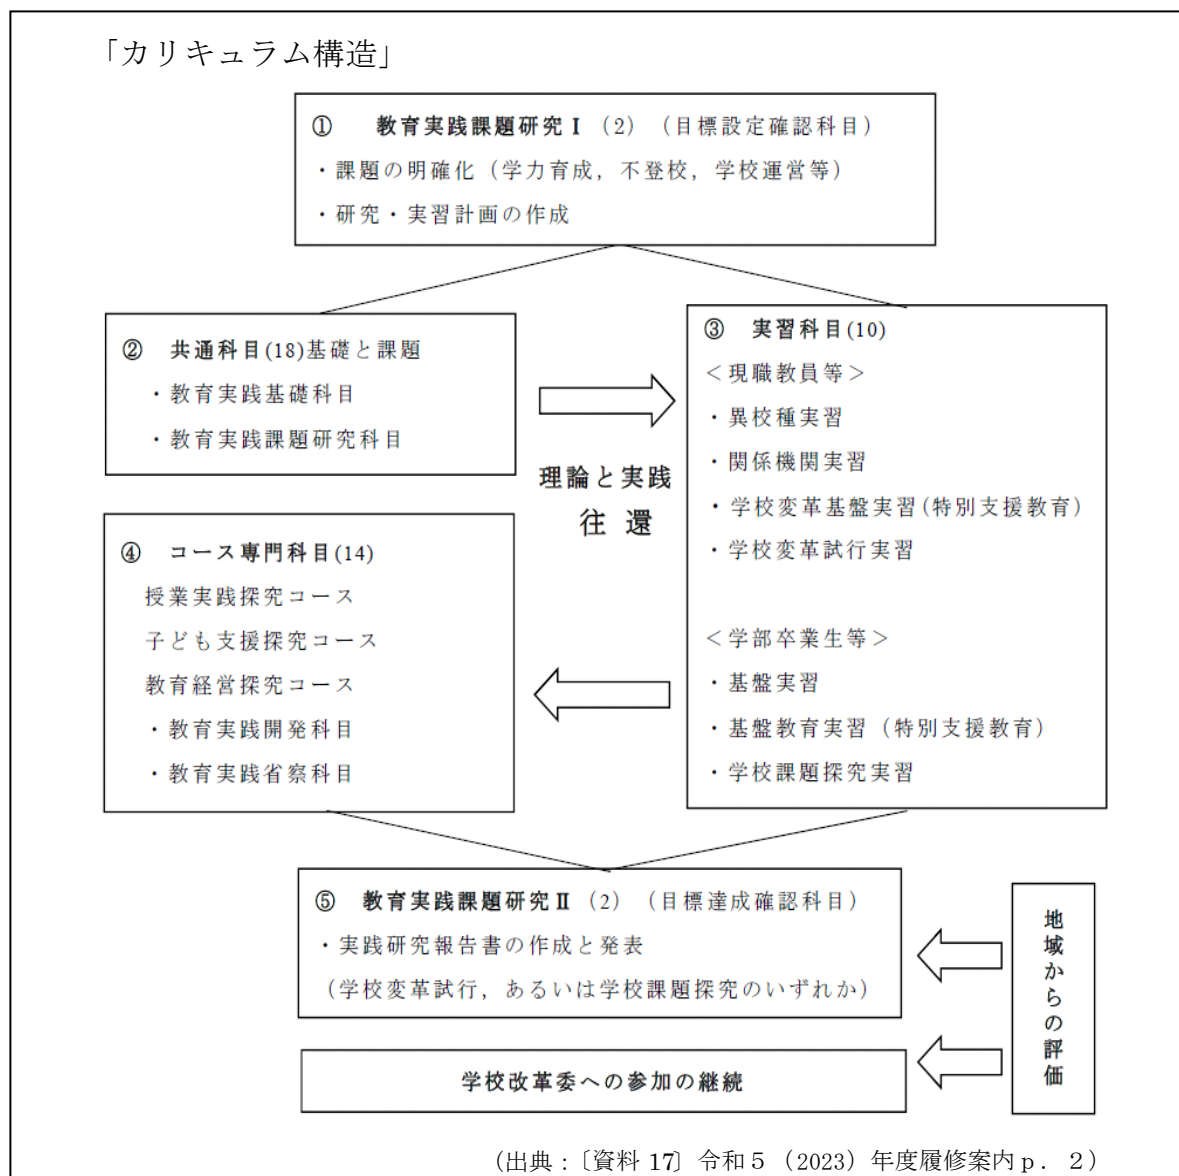 「カリキュラム構造」
① 教育実践課題研究Ⅰ（2）（目標設定確認科目）
・課題の明確化（学力育成，不登校，学校運営等）
・研究・実習計画の作成
② 共通科目(18)基礎と課題
・教育実践基礎科目
・教育実践課題研究科目
理論と実践
往 還
③ 実習科目(10)
＜現職教員等＞
・異校種実習
・関係機関実習
・学校変革基盤実習(特別支援教育)
・学校変革試行実習
＜学部卒業生等＞
・基盤実習
・基盤教育実習（特別支援教育）
・学校課題探究実習
④ コース専門科目(14)
授業実践探究コース
子ども支援探究コース
教育経営探究コース
・教育実践開発科目
・教育実践省察科目
⑤ 教育実践課題研究Ⅱ（2）（目標達成確認科目）
・実践研究報告書の作成と発表
（学校変革試行，あるいは学校課題探究のいずれか）
地域からの評価
学校改革委への参加の継続
（出典：〔資料 17〕令和５（2023）年度履修案内ｐ．２）